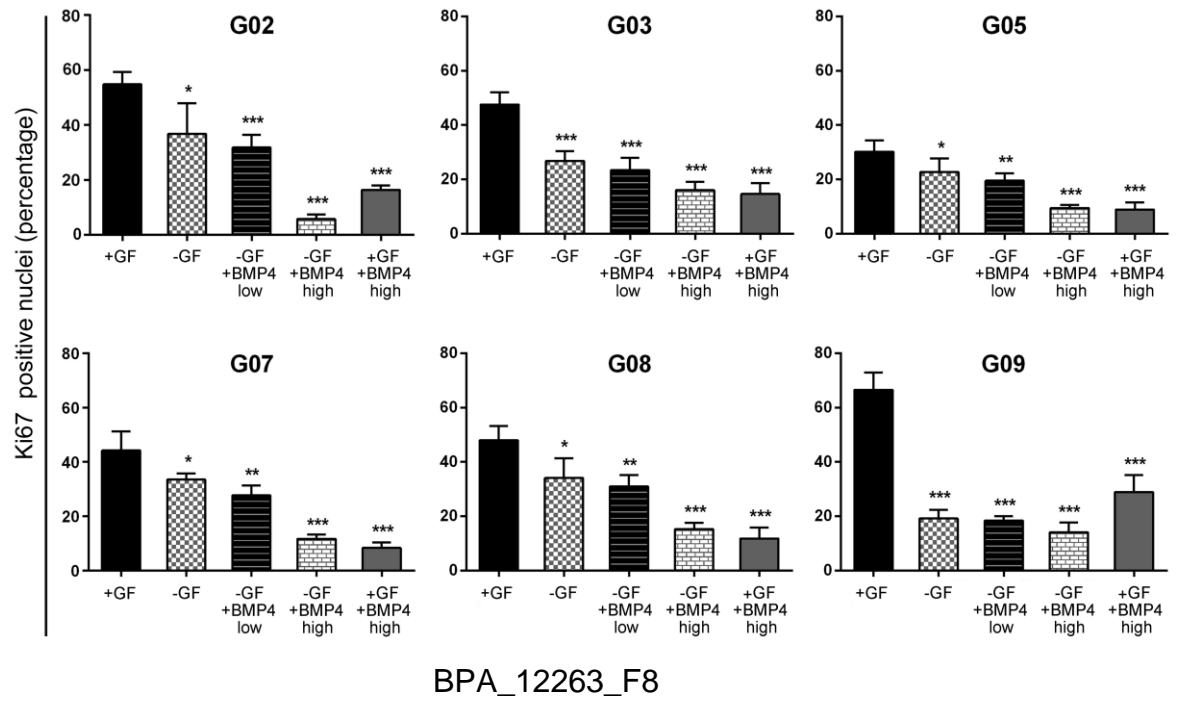 Ki67 positive nuclei (percentage)
G02
80
60
40
20
0
*
***
***
***
+GF -GF -GF -GF +GF
+BMP4 +BMP4 +BMP4
low high high
G03
80
60
40
20
0
***
***
***
***
+GF -GF -GF -GF +GF
+BMP4 +BMP4 +BMP4
low high high
G05
80
60
40
20
0
*
**
***
***
+GF -GF -GF -GF +GF
+BMP4 +BMP4 +BMP4
low high high
G07
80
60
40
20
0
*
**
***
***
+GF -GF -GF -GF +GF
+BMP4 +BMP4 +BMP4
low high high
G08
80
60
40
20
0
*
**
***
***
+GF -GF -GF -GF +GF
+BMP4 +BMP4 +BMP4
low high high
G09
80
60
40
20
0
***
***
***
***
+GF -GF -GF -GF +GF
+BMP4 +BMP4 +BMP4
low high high
BPA_12263_F8